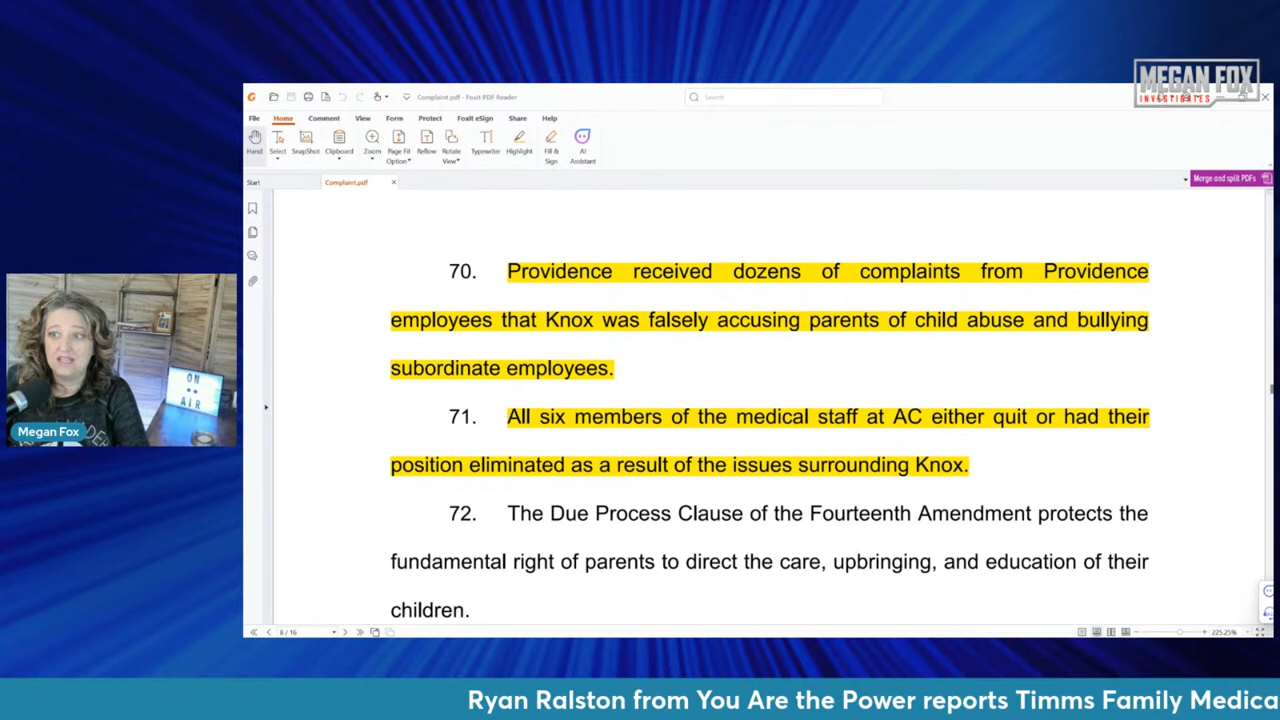 MEGAN FOX
INVESTIGATES
Complaint.pdf - Foxit PDF Reader
Search
File Home Comment View Form Protect Foxit eSign Share Help
Hand Select SnapShot Clipboard Zoom Page Fit Option Reflow Rotate View Typewriter Highlight Fill & Sign AI Assistant
Start Complaint.pdf Merge and split PDFs
70. Providence received dozens of complaints from Providence
employees that Knox was falsely accusing parents of child abuse and bullying
subordinate employees.
71. All six members of the medical staff at AC either quit or had their
position eliminated as a result of the issues surrounding Knox.
72. The Due Process Clause of the Fourteenth Amendment protects the
fundamental right of parents to direct the care, upbringing, and education of their
children.
ON
AIR
Megan Fox
8 / 16
225.25%
Ryan Ralston from You Are the Power reports Timms Family Medica